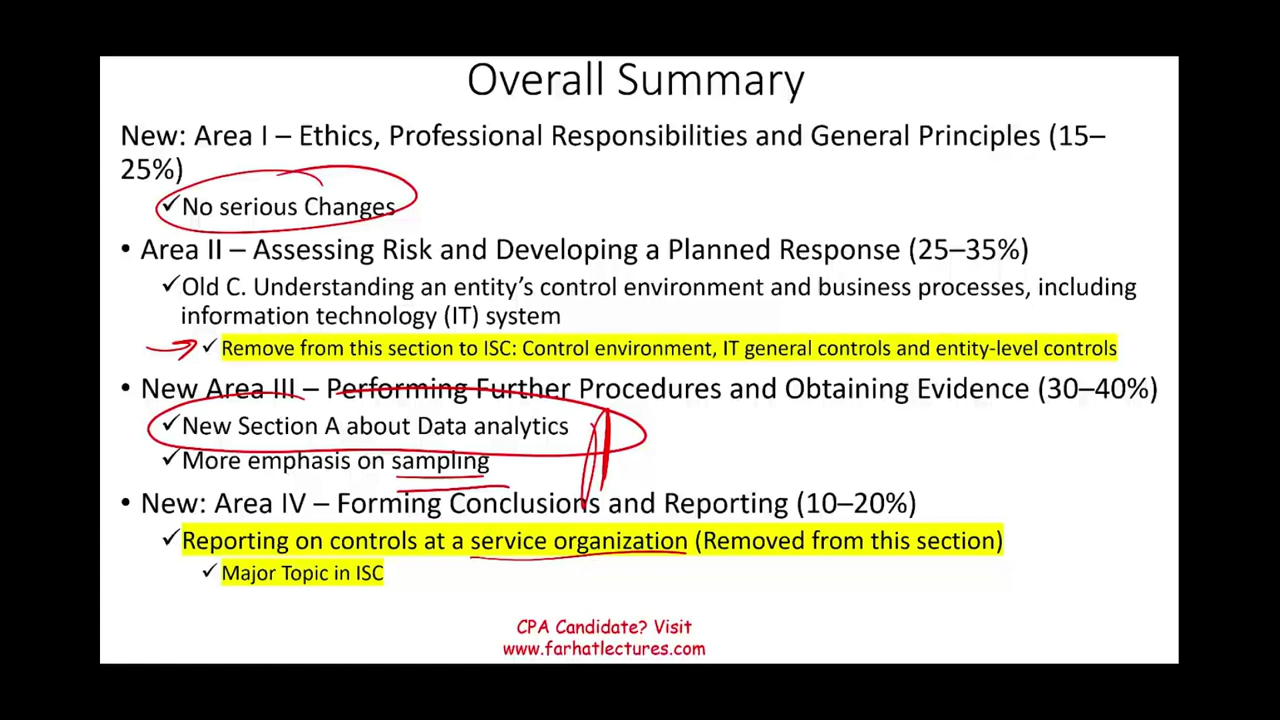 Overall Summary
New: Area I – Ethics, Professional Responsibilities and General Principles (15–
25%)
✓No serious Changes
• Area II – Assessing Risk and Developing a Planned Response (25–35%)
✓Old C. Understanding an entity’s control environment and business processes, including
information technology (IT) system
✓ Remove from this section to ISC: Control environment, IT general controls and entity-level controls
• New Area III – Performing Further Procedures and Obtaining Evidence (30–40%)
✓New Section A about Data analytics
✓More emphasis on sampling
• New: Area IV – Forming Conclusions and Reporting (10–20%)
✓Reporting on controls at a service organization (Removed from this section)
✓ Major Topic in ISC
CPA Candidate? Visit
www.farhatlectures.com